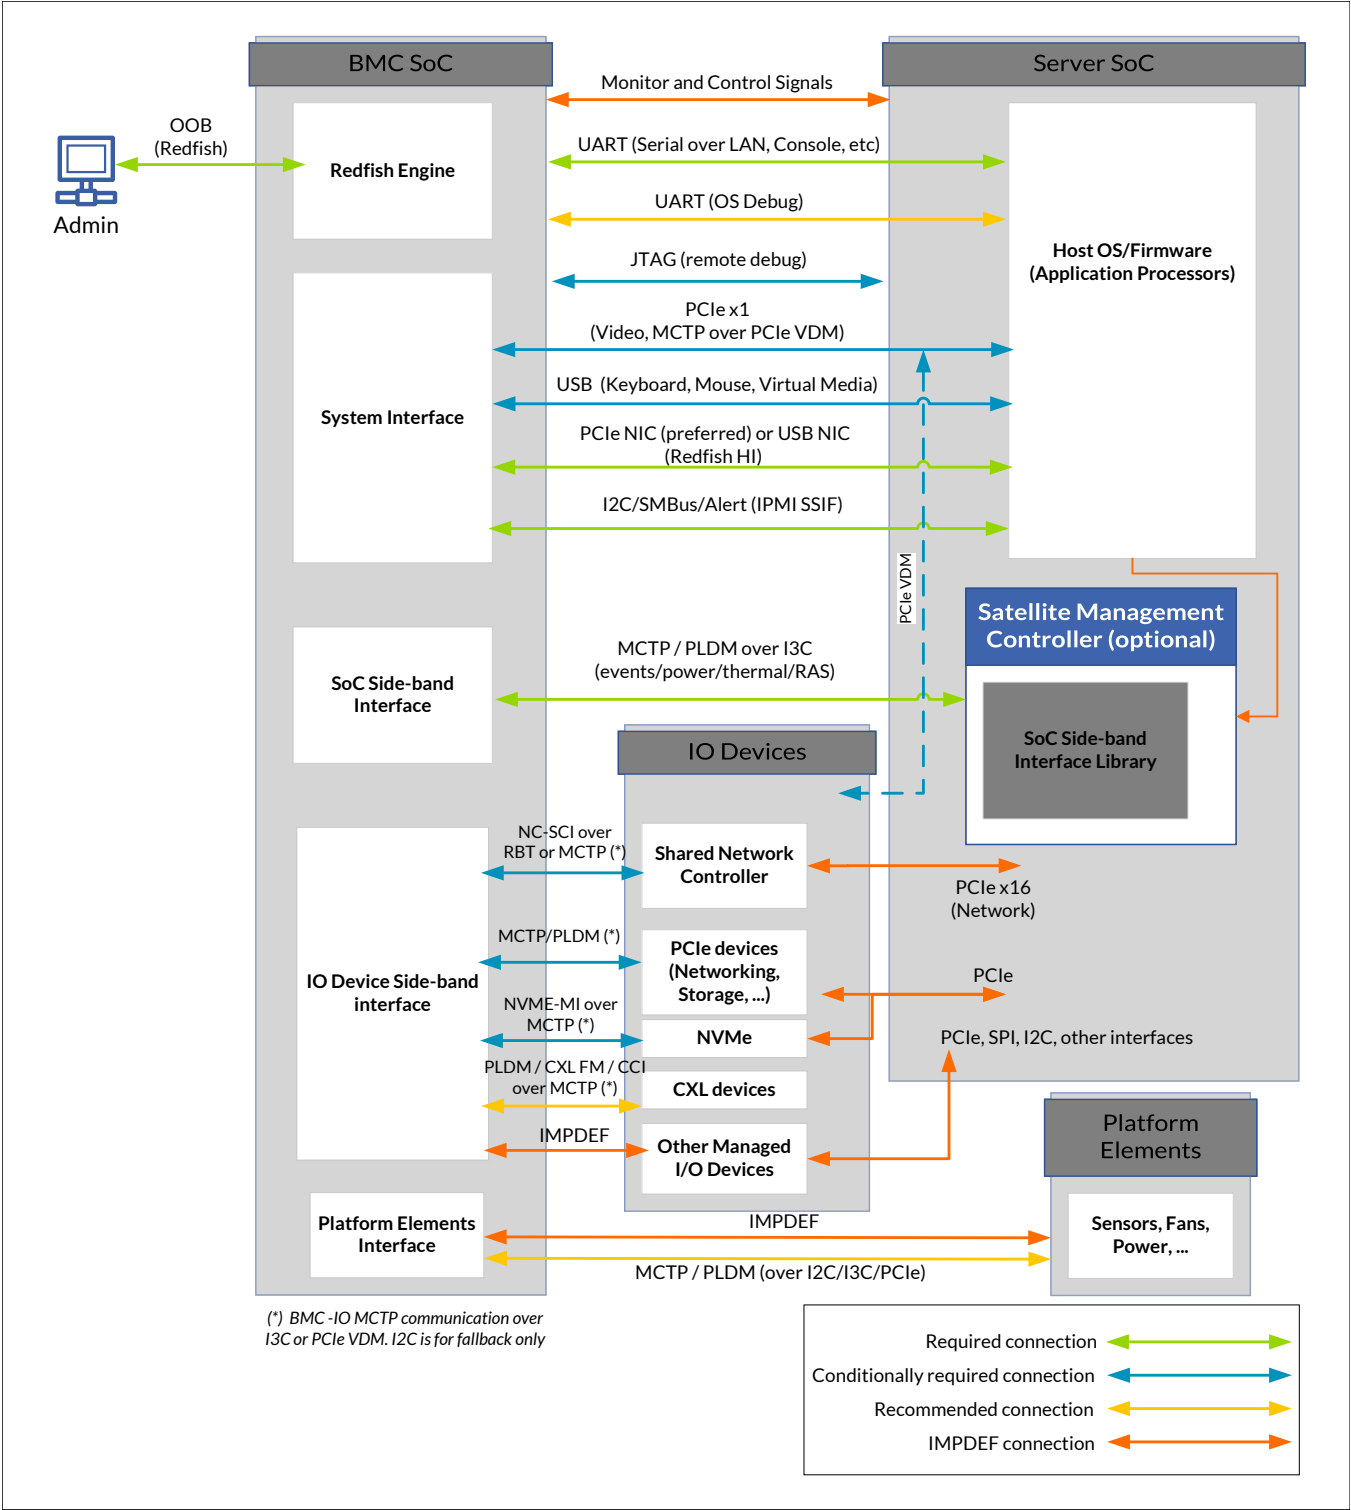 BMC SoC
Server SoC
Monitor and Control Signals
OOB
(Redfish)
Admin
Redfish Engine
UART (Serial over LAN, Console, etc)
UART (OS Debug)
Host OS/Firmware
(Application Processors)
JTAG (remote debug)
PCIe x1
(Video, MCTP over PCIe VDM)
System Interface
USB (Keyboard, Mouse, Virtual Media)
PCIe NIC (preferred) or USB NIC
(Redfish HI)
I2C/SMBus/Alert (IPMI SSIF)
PCIe VDM
Satellite Management
Controller (optional)
SoC Side-band
Interface Library
SoC Side-band
Interface
MCTP / PLDM over I3C
(events/power/thermal/RAS)
IO Devices
NC-SCI over
RBT or MCTP (*)
Shared Network
Controller
PCIe x16
(Network)
IO Device Side-band
interface
MCTP/PLDM (*)
PCIe devices
(Networking,
Storage, ...)
PCIe
NVME-MI over
MCTP (*)
NVMe
PCIe, SPI, I2C, other interfaces
PLDM / CXL FM / CCI
over MCTP (*)
CXL devices
IMPDEF
Other Managed
I/O Devices
Platform
Elements
Platform Elements
Interface
IMPDEF
MCTP / PLDM (over I2C/I3C/PCIe)
Sensors, Fans,
Power, ...
(*) BMC -IO MCTP communication over
I3C or PCIe VDM. I2C is for fallback only
Required connection
Conditionally required connection
Recommended connection
IMPDEF connection